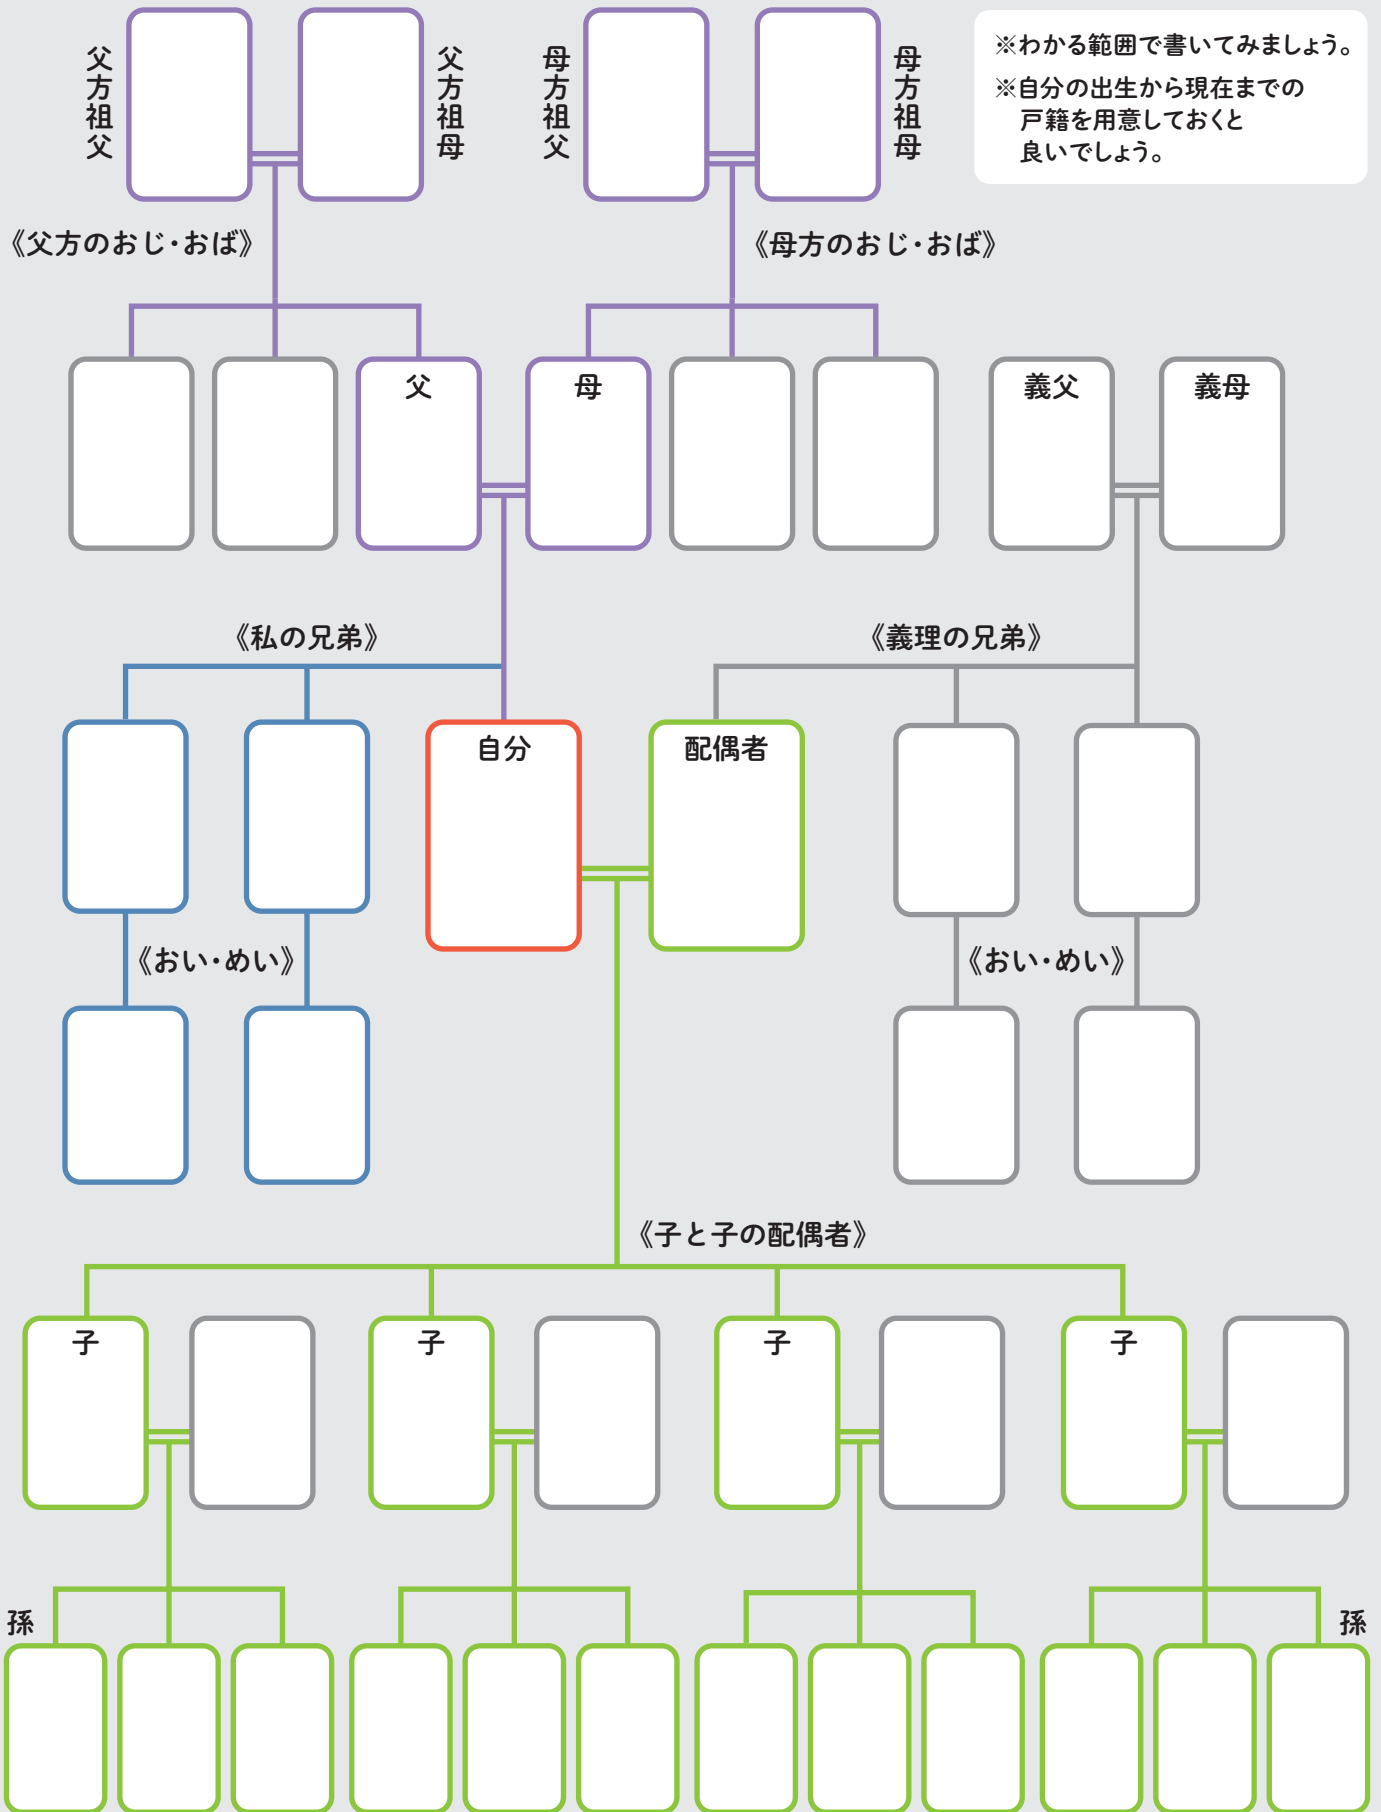 父方祖父
父方祖母
母方祖父
母方祖母
※わかる範囲で書いてみましょう。
※自分の出生から現在までの
戸籍を用意しておくと
良いでしょう。
《父方のおじ・おば》
《母方のおじ・おば》
父
母
義父
義母
《私の兄弟》
《義理の兄弟》
自分
配偶者
《おい・めい》
《おい・めい》
《子と子の配偶者》
子
子
子
子
孫
孫